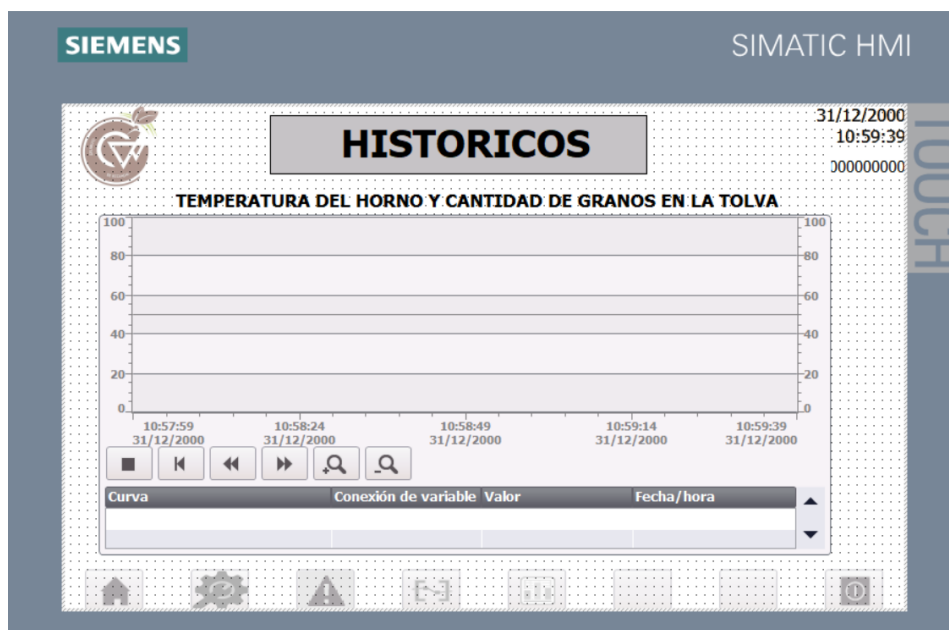 SIEMENS
SIMATIC HMI
TOUCH
31/12/2000
10:59:39
000000000
HISTORICOS
TEMPERATURA DEL HORNO Y CANTIDAD DE GRANOS EN LA TOLVA
100 100
80 80
60 60
40 40
20 20
0 0
10:57:59 10:58:24 10:58:49 10:59:14 10:59:39
31/12/2000 31/12/2000 31/12/2000 31/12/2000 31/12/2000
Curva Conexión de variable Valor Fecha/hora